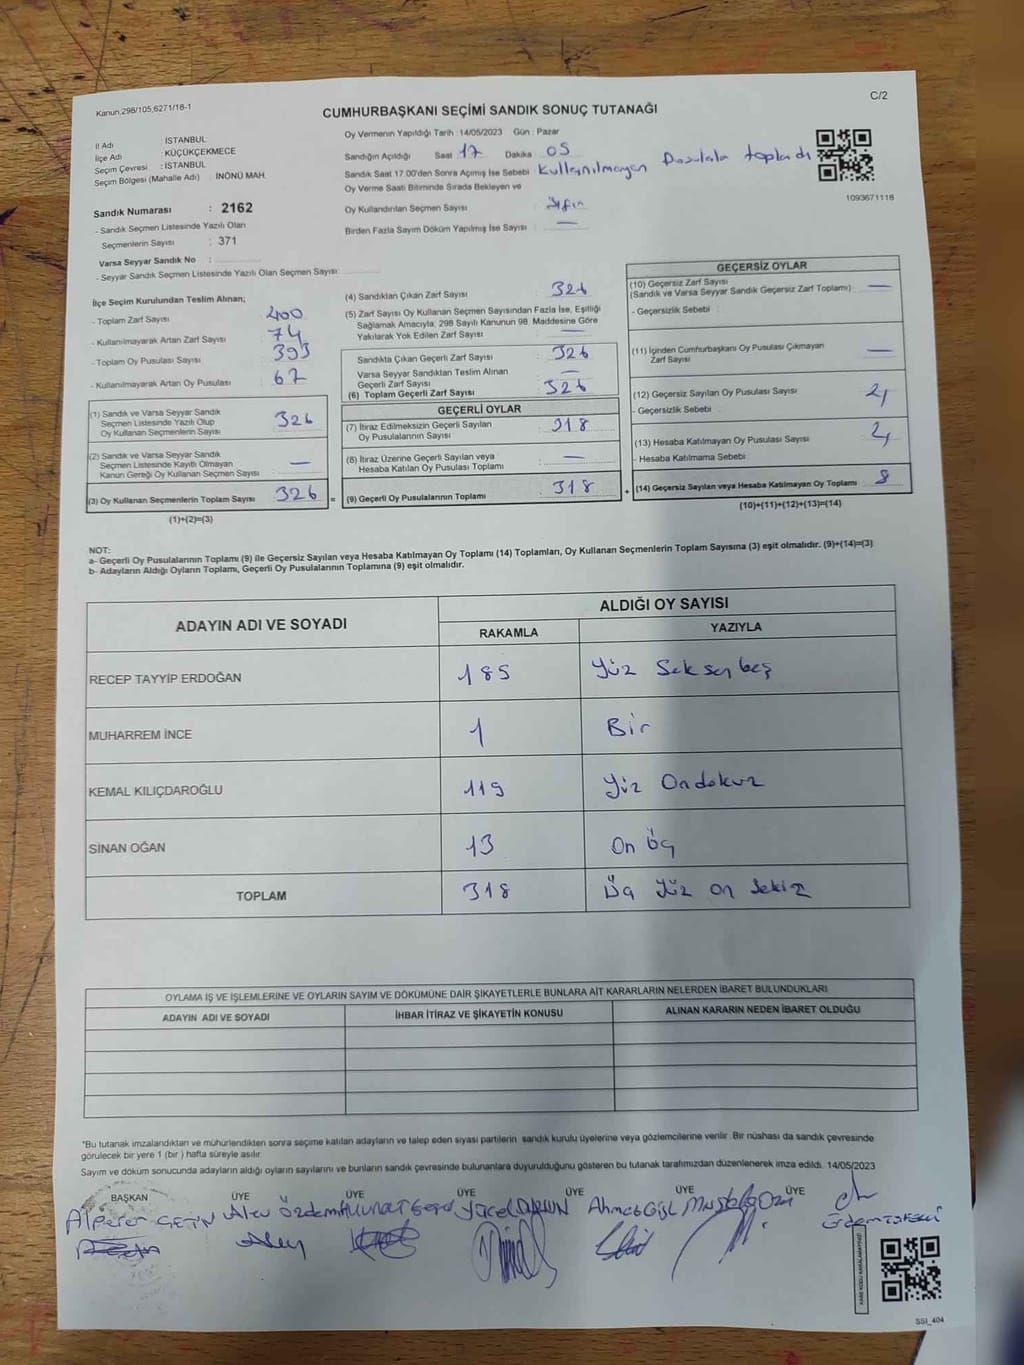 Kanun,298/105,6271/18-1
C/2
CUMHURBAŞKANI SEÇİMİ SANDIK SONUÇ TUTANAĞI
İl Adı : İSTANBUL
İlçe Adı : KÜÇÜKÇEKMECE
Seçim Çevresi : İSTANBUL
Seçim Bölgesi (Mahalle Adı) : İNÖNÜ MAH.
Sandık Numarası : 2162
- Sandık Seçmen Listesinde Yazılı Olan
Seçmenlerin Sayısı : 371
Varsa Seyyar Sandık No :
- Seyyar Sandık Seçmen Listesinde Yazılı Olan Seçmen Sayısı
Oy Vermenin Yapıldığı Tarih : 14/05/2023 Gün : Pazar
Sandığın Açıldığı Saat 17 Dakika 05
Sandık Saat 17.00'den Sonra Açımış İse Sebebi Kullanılmayan Pusulala topladı
Oy Verme Saati Bitiminde Sırada Bekleyen ve
Oy Kullandırılan Seçmen Sayısı : Sıfır
Birden Fazla Sayım Döküm Yapılmış İse Sayısı : —
1093671118
İlçe Seçim Kurulundan Teslim Alınan;
- Toplam Zarf Sayısı : 400
- Kullanılmayarak Artan Zarf Sayısı : 74
- Toplam Oy Pusulası Sayısı : 393
- Kullanılmayarak Artan Oy Pusulası : 67
(1) Sandık ve Varsa Seyyar Sandık
Seçmen Listesinde Yazılı Olup
Oy Kullanan Seçmenlerin Sayısı : 326
(2) Sandık ve Varsa Seyyar Sandık
Seçmen Listesinde Kayıtlı Olmayan
Kanun Gereği Oy Kullanan Seçmen Sayısı : —
(3) Oy Kullanan Seçmenlerin Toplam Sayısı : 326
(1)+(2)=(3)
(4) Sandıktan Çıkan Zarf Sayısı : 326
(5) Zarf Sayısı Oy Kullanan Seçmen Sayısından Fazla İse, Eşitliği
Sağlamak Amacıyla; 298 Sayılı Kanunun 98. Maddesine Göre
Yakılarak Yok Edilen Zarf Sayısı : —
Sandıkta Çıkan Geçerli Zarf Sayısı : 326
Varsa Seyyar Sandıktan Teslim Alınan
Geçerli Zarf Sayısı : —
(6) Toplam Geçerli Zarf Sayısı : 326
GEÇERLİ OYLAR
(7) İtiraz Edilmeksizin Geçerli Sayılan
Oy Pusulalarının Sayısı : 318
(8) İtiraz Üzerine Geçerli Sayılan veya
Hesaba Katılan Oy Pusulası Toplamı : —
= (9) Geçerli Oy Pusulalarının Toplamı : 318
GEÇERSİZ OYLAR
(10) Geçersiz Zarf Sayısı
(Sandık ve Varsa Seyyar Sandık Geçersiz Zarf Toplamı) : —
- Geçersizlik Sebebi :
(11) İçinden Cumhurbaşkanı Oy Pusulası Çıkmayan
Zarf Sayısı : —
(12) Geçersiz Sayılan Oy Pusulası Sayısı : 4
- Geçersizlik Sebebi :
(13) Hesaba Katılmayan Oy Pusulası Sayısı : 4
- Hesaba Katılmama Sebebi :
+ (14) Geçersiz Sayılan veya Hesaba Katılmayan Oy Toplamı : 8
(10)+(11)+(12)+(13)=(14)
NOT:
a- Geçerli Oy Pusulalarının Toplamı (9) ile Geçersiz Sayılan veya Hesaba Katılmayan Oy Toplamı (14) Toplamları, Oy Kullanan Seçmenlerin Toplam Sayısına (3) eşit olmalıdır. (9)+(14)=(3)
b- Adayların Aldığı Oyların Toplamı, Geçerli Oy Pusulalarının Toplamına (9) eşit olmalıdır.
ADAYIN ADI VE SOYADI ALDIĞI OY SAYISI
RAKAMLA YAZIYLA
RECEP TAYYİP ERDOĞAN 185 Yüz Seksen beş
MUHARREM İNCE 1 Bir
KEMAL KILIÇDAROĞLU 119 Yüz Ondokuz
SİNAN OĞAN 13 On üç
TOPLAM 318 Üç Yüz on Sekiz
OYLAMA İŞ VE İŞLEMLERİNE VE OYLARIN SAYIM VE DÖKÜMÜNE DAİR ŞİKAYETLERLE BUNLARA AİT KARARLARIN NELERDEN İBARET BULUNDUKLARI
ADAYIN ADI VE SOYADI İHBAR İTİRAZ VE ŞİKAYETİN KONUSU ALINAN KARARIN NEDEN İBARET OLDUĞU
*Bu tutanak imzalandıktan ve mühürlendikten sonra seçime katılan adayların ve talep eden siyasi partilerin sandık kurulu üyelerine veya gözlemcilerine verilir. Bir nüshası da sandık çevresinde
görülecek bir yere 1 (bir ) hafta süreyle asılır.
Sayım ve döküm sonucunda adayların aldığı oyların sayılarını ve bunların sandık çevresinde bulunanlara duyurulduğunu gösteren bu tutanak tarafımızdan düzenlenerek imza edildi. 14/05/2023
BAŞKAN ÜYE ÜYE ÜYE ÜYE ÜYE ÜYE
Alperen ÇETİN
KARE KODU KARALAMAYINIZ!
SSİ_404